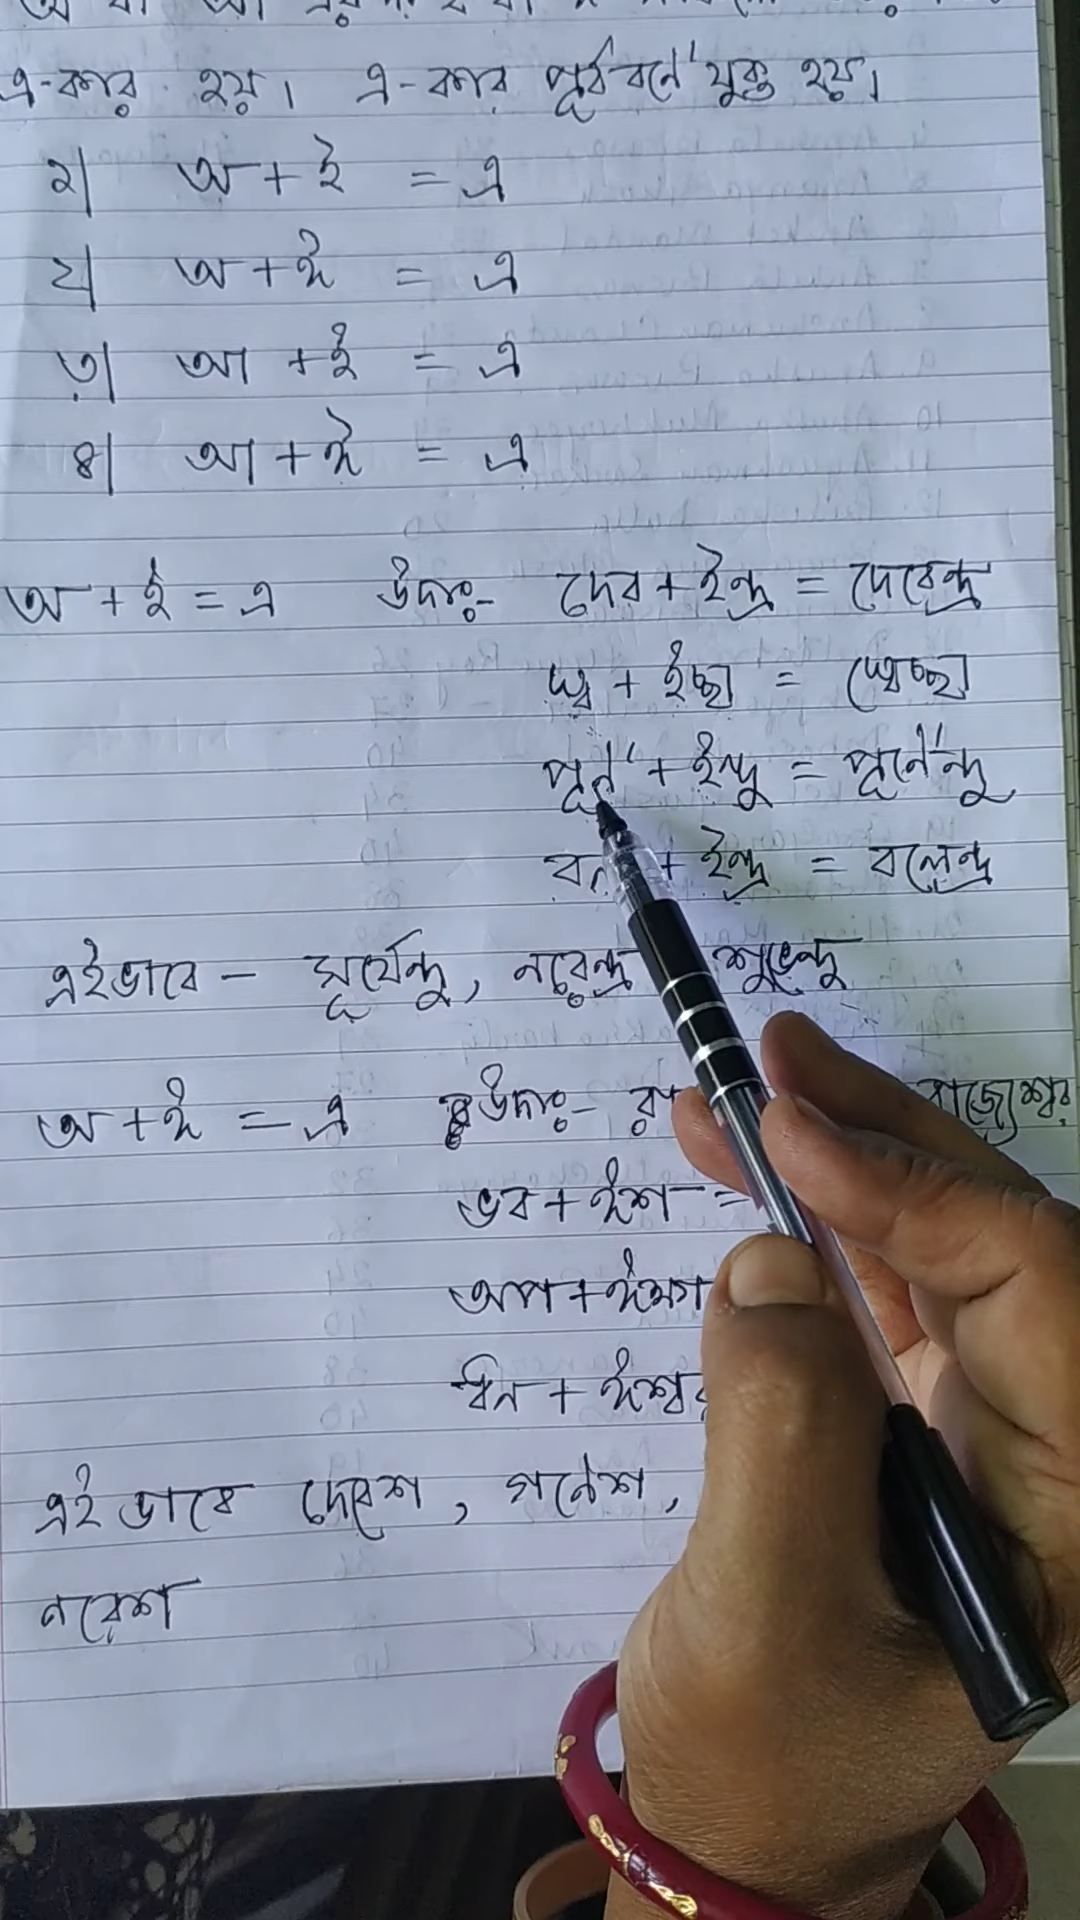 এ-কার হয়। এ-কার পূর্ববর্নে যুক্ত হয়।
১| অ + ই = এ
২| অ + ঈ = এ
৩| আ + ই = এ
৪| আ + ঈ = এ
অ + ই = এ উদাঃ- দেব + ইন্দ্র = দেবেন্দ্র
স্ব + ইচ্ছা = স্বেচ্ছা
পূর্ন + ইন্দু = পূর্নেন্দু
+ ইন্দ্র = বলেন্দ্র
এইভাবে – সূর্যেন্দু, নরেন্দ্র শুভেন্দু
অ + ঈ = এ উদাঃ- রাজ্যেশ্বর
ভব + ঈশ =
অপ + ঈক্ষা
ধন + ঈশ্বর
এই ভাবে দেবেশ, গনেশ,
নরেশ